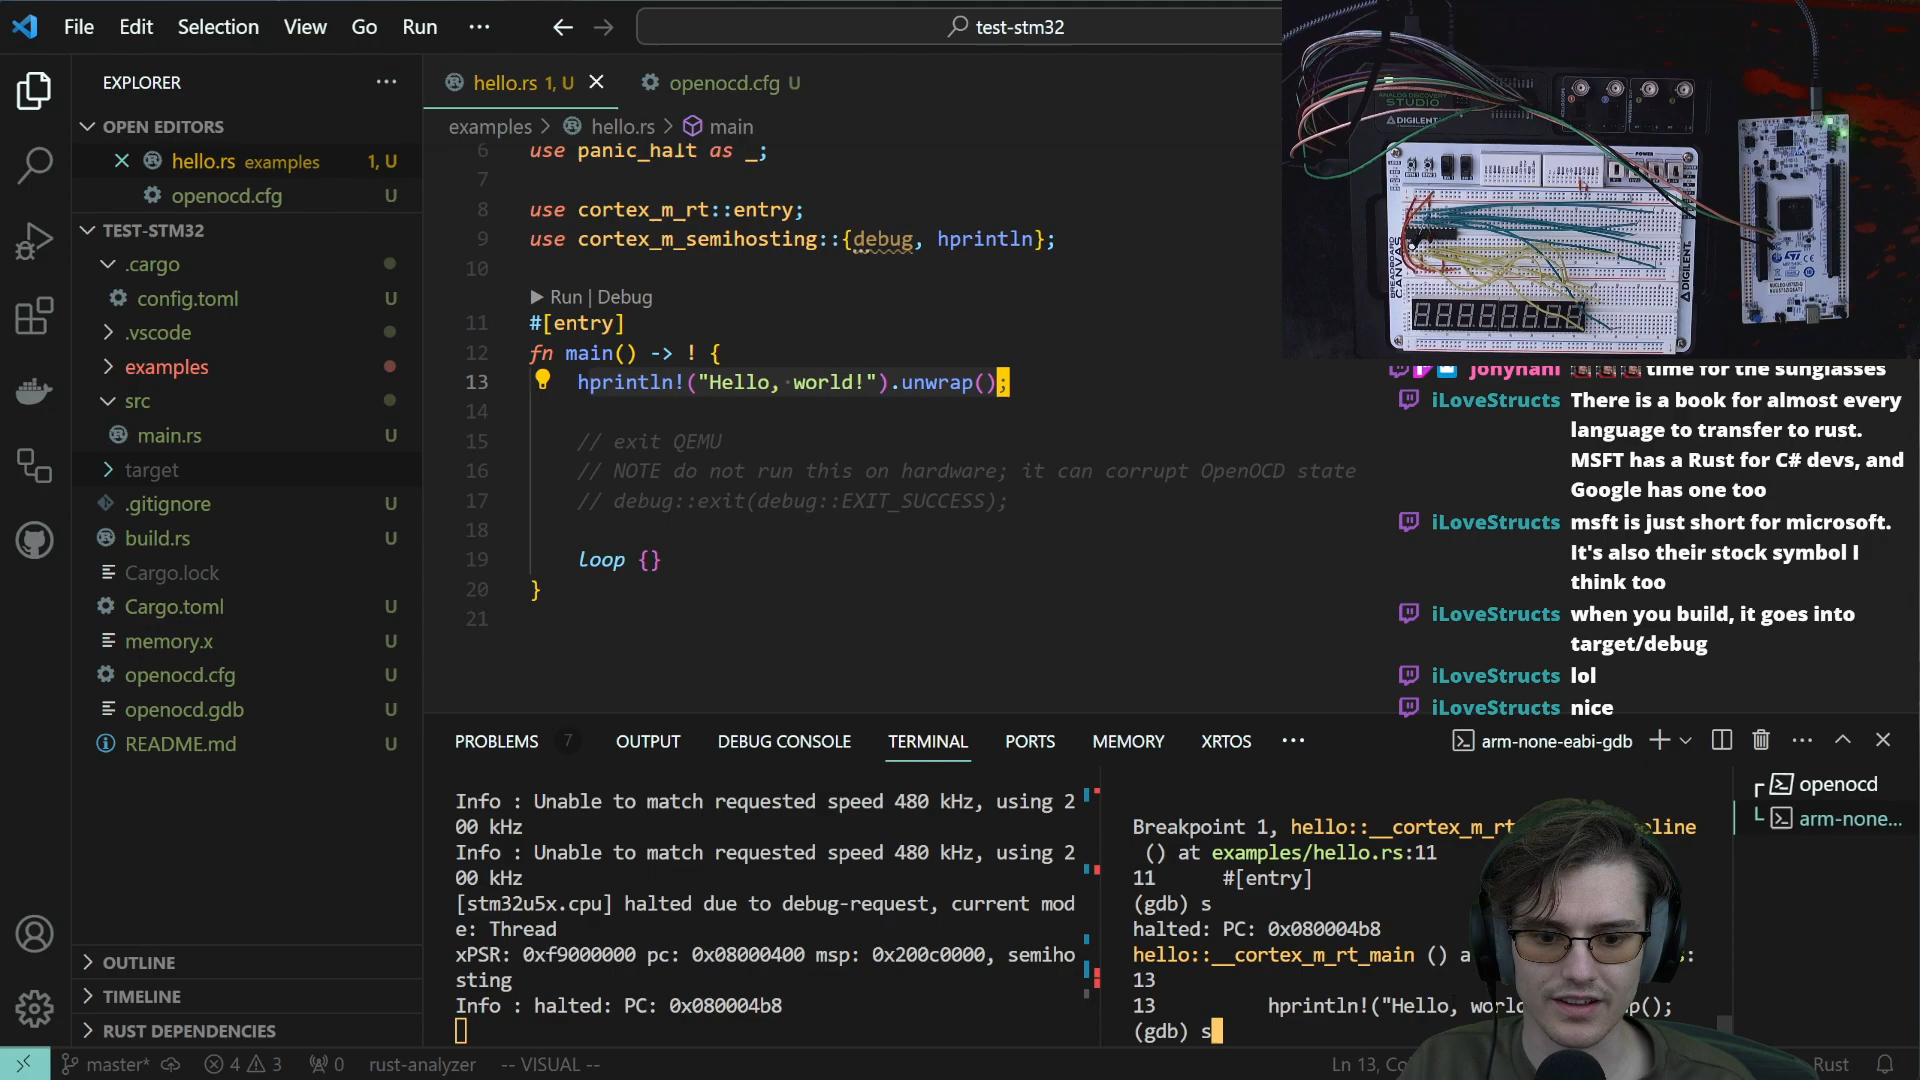 File Edit Selection View Go Run ··· test-stm32
EXPLORER
OPEN EDITORS
hello.rs examples 1, U
openocd.cfg U
TEST-STM32
.cargo
config.toml U
.vscode
examples
src
main.rs U
target
.gitignore U
build.rs U
Cargo.lock
Cargo.toml U
memory.x U
openocd.cfg U
openocd.gdb U
README.md U
OUTLINE
TIMELINE
RUST DEPENDENCIES
hello.rs 1, U openocd.cfg U
examples > hello.rs > main
6 use panic_halt as _;
7
8 use cortex_m_rt::entry;
9 use cortex_m_semihosting::{debug, hprintln};
10
Run | Debug
11 #[entry]
12 fn main() -> ! {
13 hprintln!("Hello, world!").unwrap();
14
15 // exit QEMU
16 // NOTE do not run this on hardware; it can corrupt OpenOCD state
17 // debug::exit(debug::EXIT_SUCCESS);
18
19 loop {}
20 }
21
STUDIO
DIGILENT
POWER
BREADBOARD
CANVAS
DIGILENT
jonyhani time for the sunglasses
iLoveStructs There is a book for almost every
language to transfer to rust.
MSFT has a Rust for C# devs, and
Google has one too
iLoveStructs msft is just short for microsoft.
It's also their stock symbol I
think too
iLoveStructs when you build, it goes into
target/debug
iLoveStructs lol
iLoveStructs nice
PROBLEMS 7 OUTPUT DEBUG CONSOLE TERMINAL PORTS MEMORY XRTOS ··· arm-none-eabi-gdb
Info : Unable to match requested speed 480 kHz, using 2
00 kHz
Info : Unable to match requested speed 480 kHz, using 2
00 kHz
[stm32u5x.cpu] halted due to debug-request, current mod
e: Thread
xPSR: 0xf9000000 pc: 0x08000400 msp: 0x200c0000, semiho
sting
Info : halted: PC: 0x080004b8
Breakpoint 1, hello::__cortex_m_rt
() at examples/hello.rs:11
11 #[entry]
(gdb) s
halted: PC: 0x080004b8
hello::__cortex_m_rt_main () a
13
13 hprintln!("Hello,
(gdb) s
openocd
arm-none...
master* 4 3 0 rust-analyzer -- VISUAL -- Rust